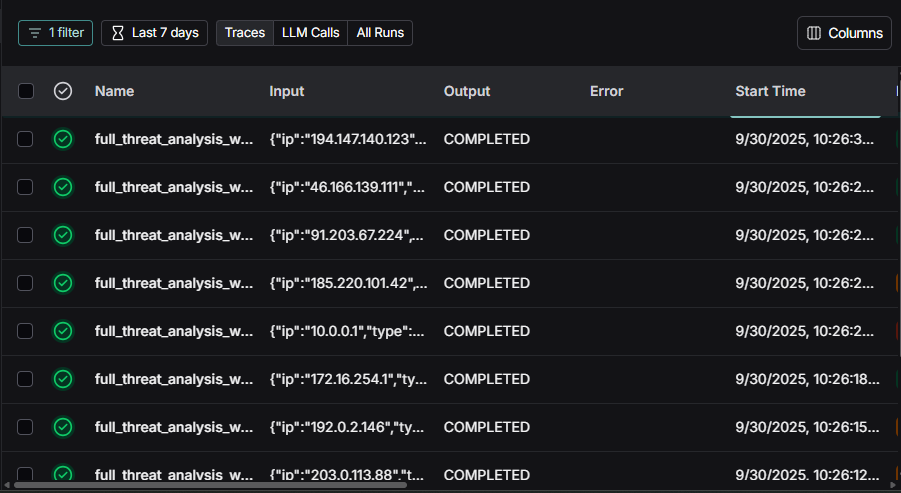 1 filter Last 7 days Traces LLM Calls All Runs Columns
Name Input Output Error Start Time
full_threat_analysis_w... {"ip":"194.147.140.123"... COMPLETED 9/30/2025, 10:26:3...
full_threat_analysis_w... {"ip":"46.166.139.111","... COMPLETED 9/30/2025, 10:26:2...
full_threat_analysis_w... {"ip":"91.203.67.224",... COMPLETED 9/30/2025, 10:26:2...
full_threat_analysis_w... {"ip":"185.220.101.42",... COMPLETED 9/30/2025, 10:26:2...
full_threat_analysis_w... {"ip":"10.0.0.1","type":... COMPLETED 9/30/2025, 10:26:2...
full_threat_analysis_w... {"ip":"172.16.254.1","ty... COMPLETED 9/30/2025, 10:26:18...
full_threat_analysis_w... {"ip":"192.0.2.146","ty... COMPLETED 9/30/2025, 10:26:15...
full_threat_analysis_w... {"ip":"203.0.113.88","t... COMPLETED 9/30/2025, 10:26:12...